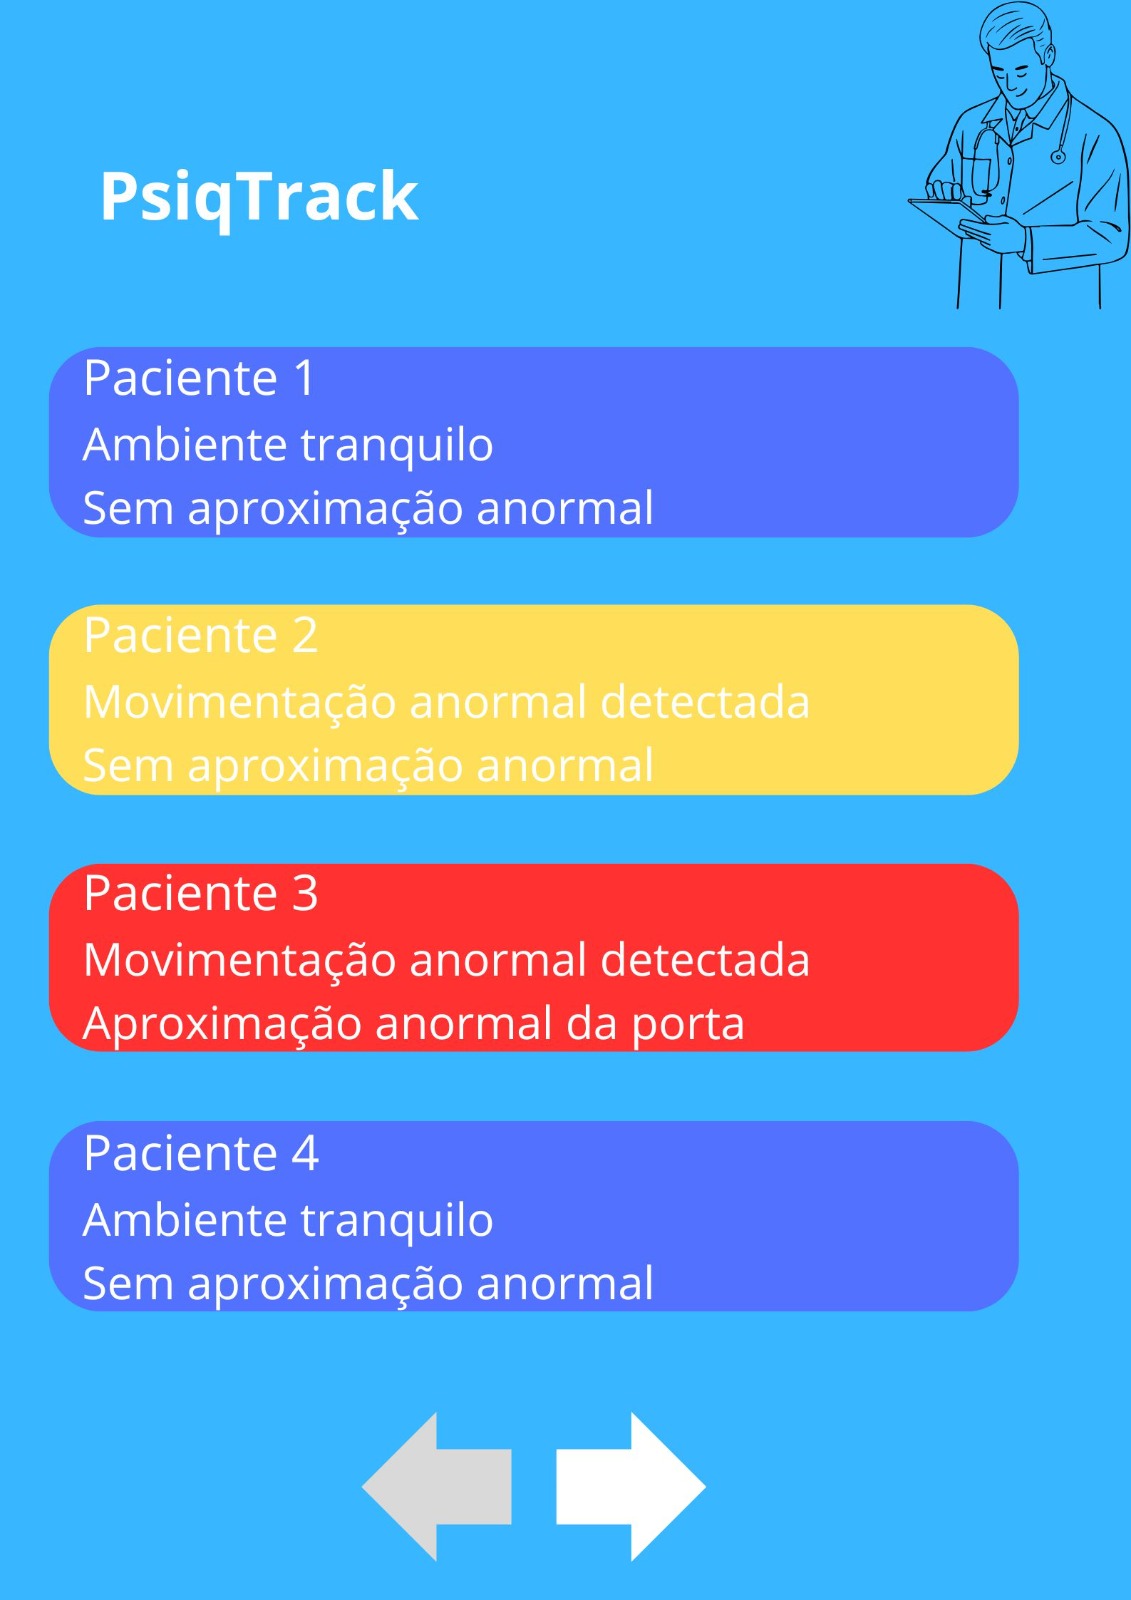 PsiqTrack
Paciente 1
Ambiente tranquilo
Sem aproximação anormal
Paciente 2
Movimentação anormal detectada
Sem aproximação anormal
Paciente 3
Movimentação anormal detectada
Aproximação anormal da porta
Paciente 4
Ambiente tranquilo
Sem aproximação anormal